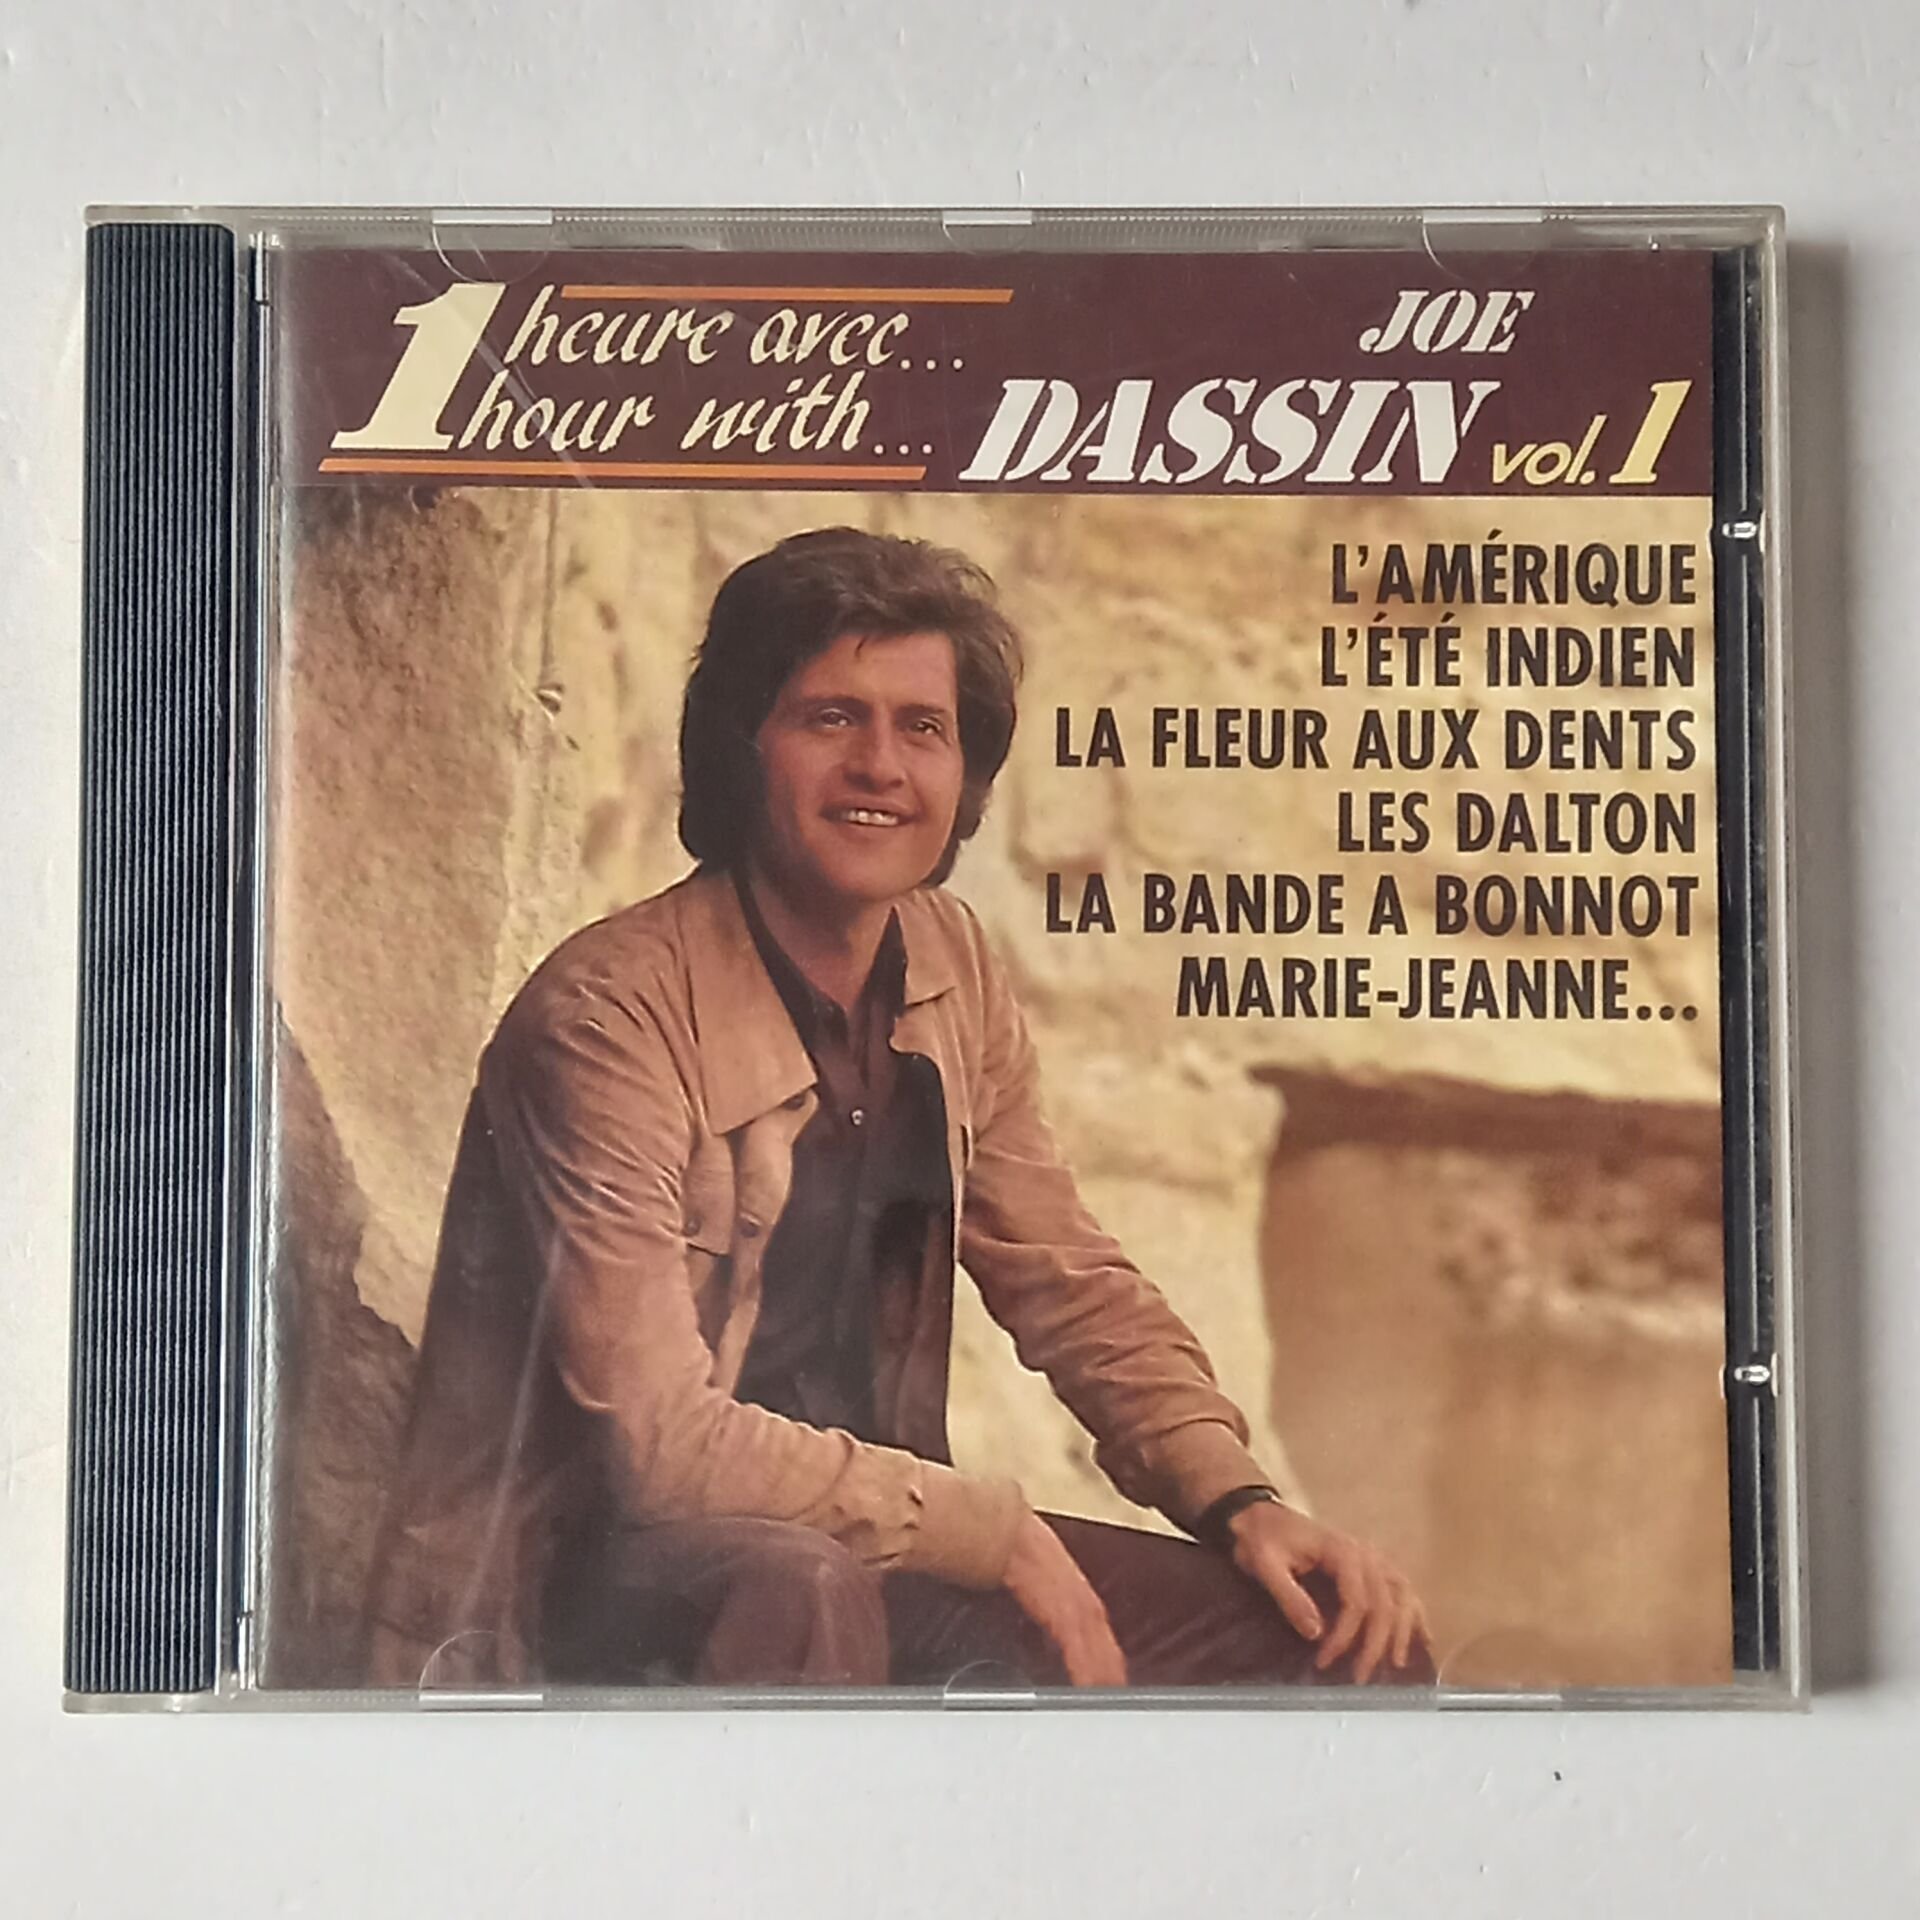 1 heure avec...
1 hour with...
JOE
DASSIN vol. 1
L'AMÉRIQUE
L'ÉTÉ INDIEN
LA FLEUR AUX DENTS
LES DALTON
LA BANDE A BONNOT
MARIE-JEANNE...